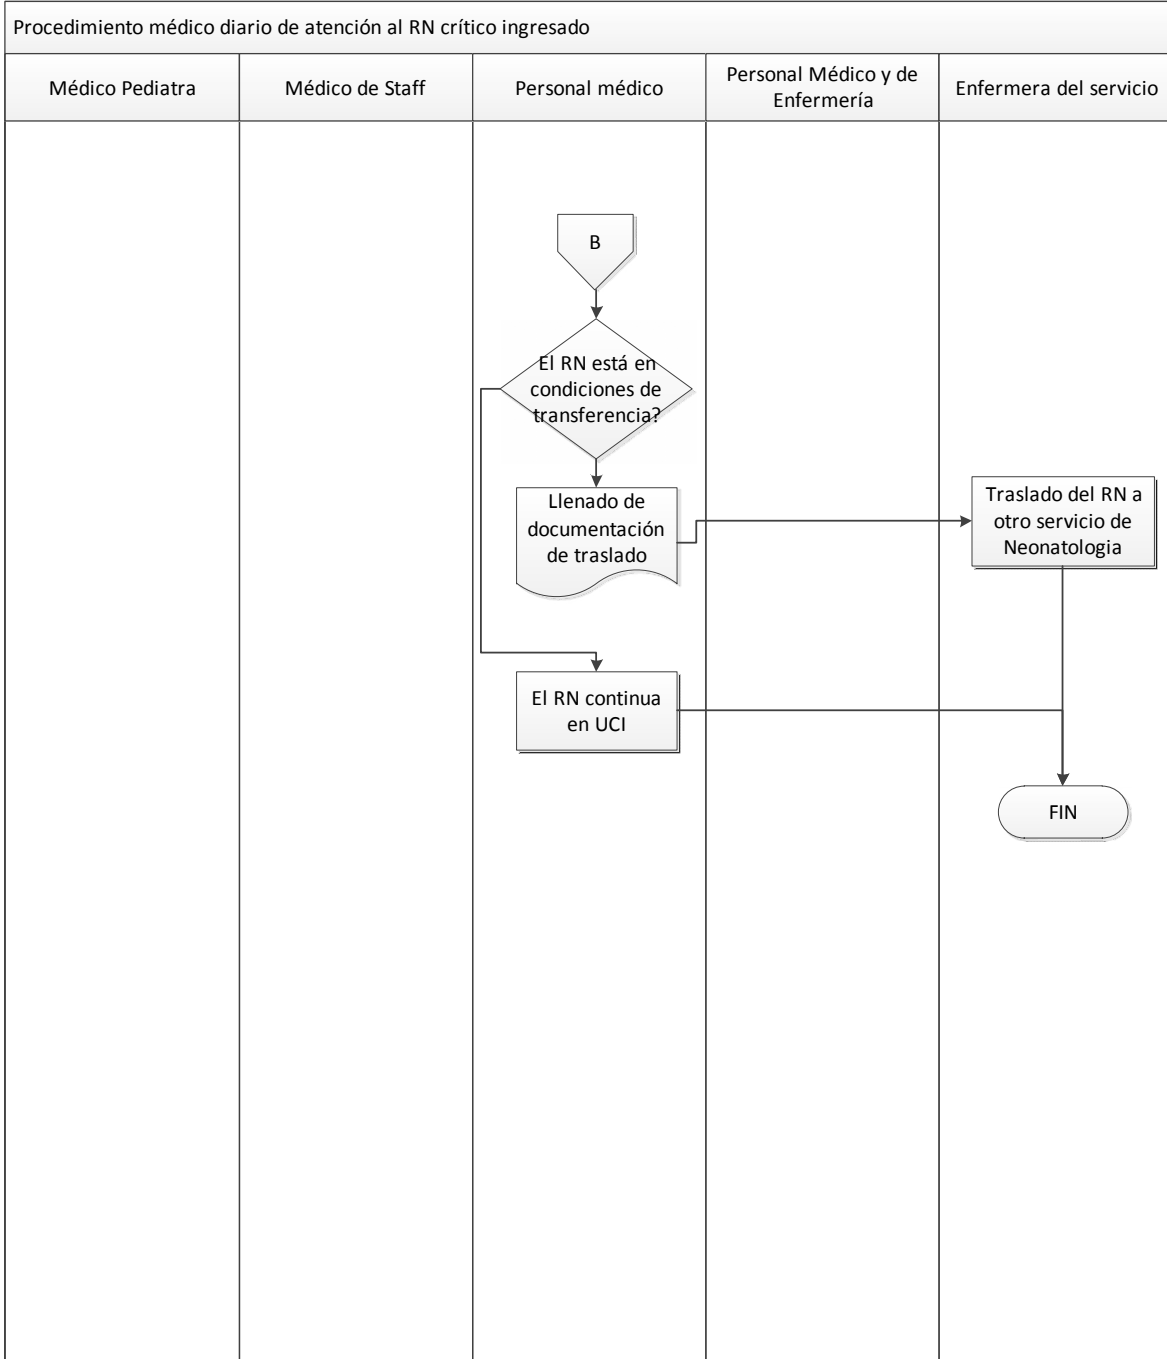 Procedimiento médico diario de atención al RN crítico ingresado
Médico Pediatra
Médico de Staff
Personal médico
Personal Médico y de
Enfermería
Enfermera del servicio
B
El RN está en
condiciones de
transferencia?
Llenado de
documentación
de traslado
Traslado del RN a
otro servicio de
Neonatologia
El RN continua
en UCI
FIN